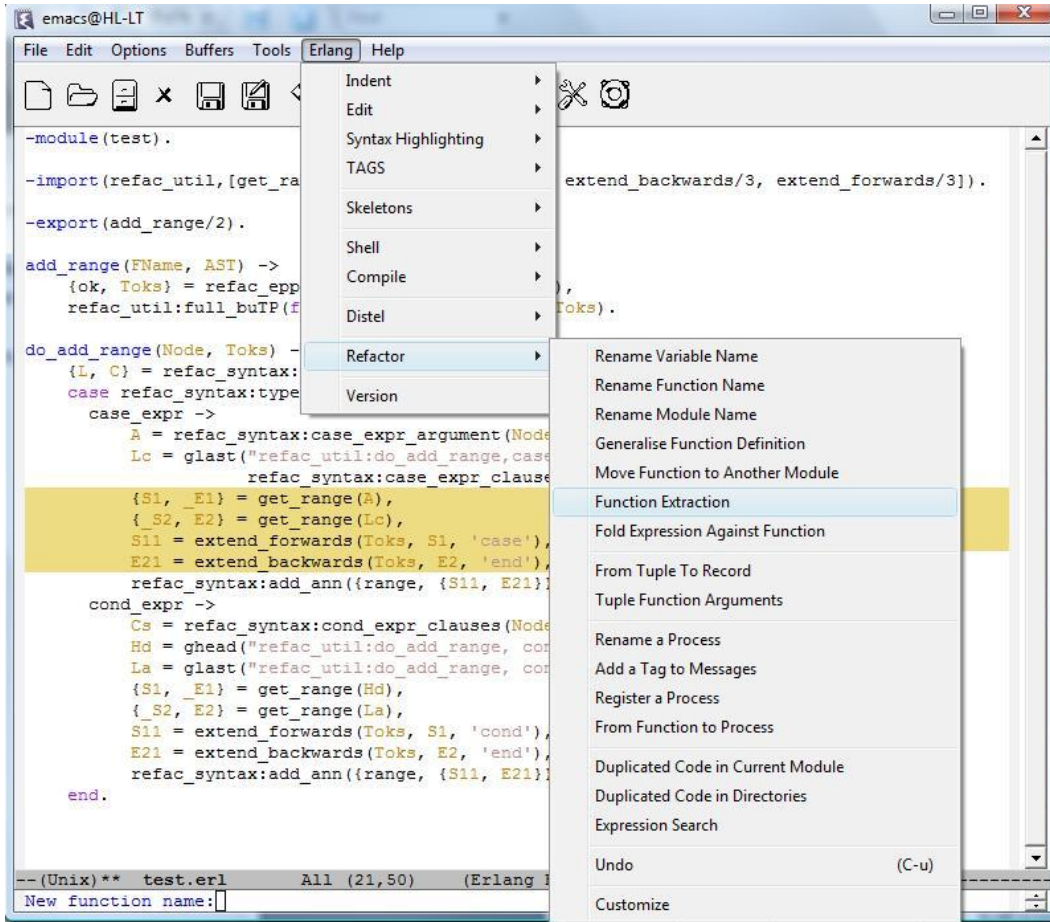 emacs@HL-LT
File Edit Options Buffers Tools Erlang Help
-module(test).
-import(refac_util,[get_ra extend_backwards/3, extend_forwards/3]).
-export(add_range/2).
add_range(FName, AST) ->
{ok, Toks} = refac_epp ),
refac_util:full_buTP(f Toks).
do_add_range(Node, Toks) -
{L, C} = refac_syntax:
case refac_syntax:type
case_expr ->
A = refac_syntax:case_expr_argument(Node
Lc = glast("refac_util:do_add_range,case
refac_syntax:case_expr_clause
{S1, _E1} = get_range(A),
{_S2, E2} = get_range(Lc),
S11 = extend_forwards(Toks, S1, 'case'),
E21 = extend_backwards(Toks, E2, 'end'),
refac_syntax:add_ann({range, {S11, E21}}
cond_expr ->
Cs = refac_syntax:cond_expr_clauses(Node
Hd = ghead("refac_util:do_add_range, con
La = glast("refac_util:do_add_range, con
{S1, _E1} = get_range(Hd),
{_S2, E2} = get_range(La),
S11 = extend_forwards(Toks, S1, 'cond'),
E21 = extend_backwards(Toks, E2, 'end'),
refac_syntax:add_ann({range, {S11, E21}}
end.
Indent
Edit
Syntax Highlighting
TAGS
Skeletons
Shell
Compile
Distel
Refactor
Version
Rename Variable Name
Rename Function Name
Rename Module Name
Generalise Function Definition
Move Function to Another Module
Function Extraction
Fold Expression Against Function
From Tuple To Record
Tuple Function Arguments
Rename a Process
Add a Tag to Messages
Register a Process
From Function to Process
Duplicated Code in Current Module
Duplicated Code in Directories
Expression Search
Undo (C-u)
Customize
--(Unix)** test.erl All (21,50) (Erlang
New function name: